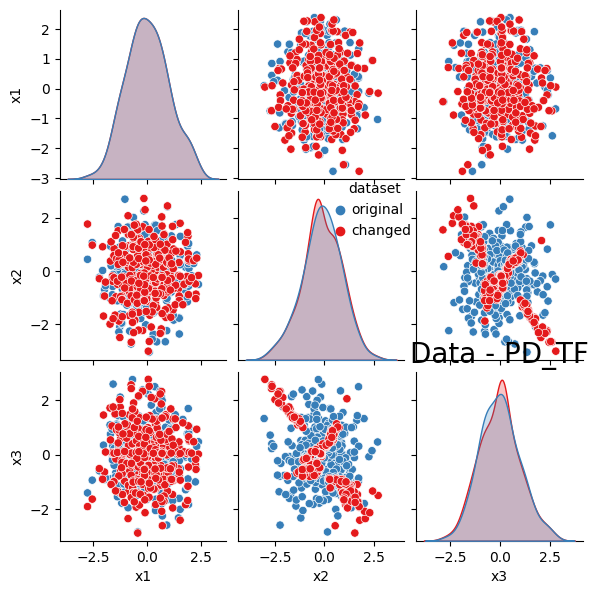 2
1
0
−1
−2
−3
x1
dataset
original
changed
2
0
−2
x2
Data - PD_TF
2
0
−2
x3
−2.5 0.0 2.5
−2.5 0.0 2.5
−2.5 0.0 2.5
x1 x2 x3